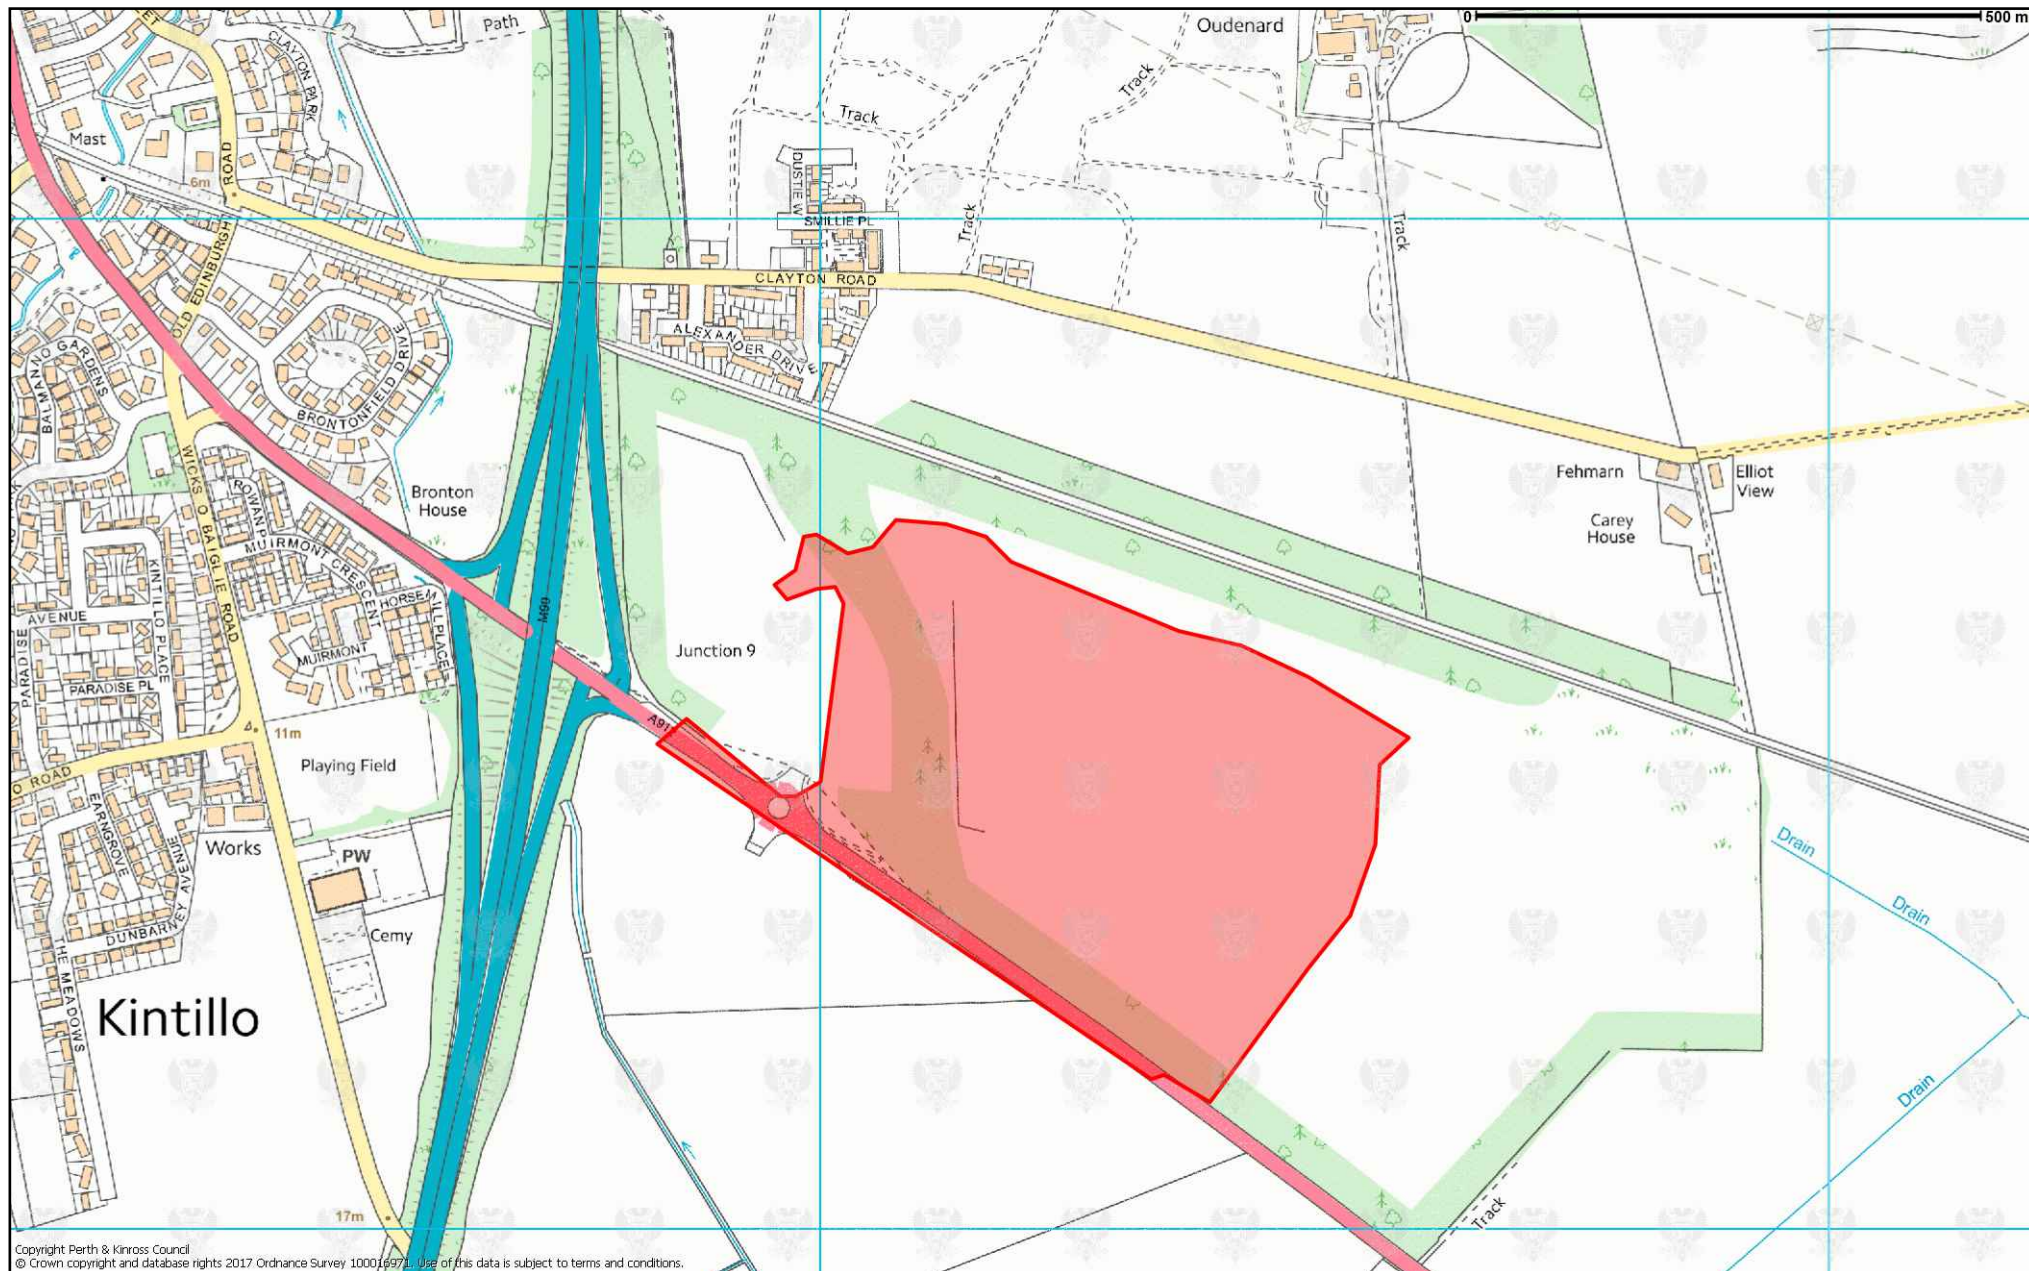 Path
Oudenard
0
500 m
CLAYTON PARK
Track
Track
Mast
6m
ROAD
DUSTIE W
SMILLIE PL
Track
Track
OLD EDINBURGH
CLAYTON ROAD
ALEXANDER DRIVE
BALMANNO GARDENS
BRONTONFIELD DRIVE
Fehmarn
Elliot
View
Bronton
House
Carey
House
WICKS O BAIGLIE ROAD
ROWAN P
MUIRMONT CRESCENT
KINTILLO PLACE
HORSEMILL PLACE
AVENUE
M90
PARADISE
MUIRMONT
Junction 9
PARADISE PL
A91
11m
Playing Field
O ROAD
EARNGROVE
Works
PW
Drain
DUNBARNEY AVENUE
Cemy
Drain
THE MEADOWS
Kintillo
Drain
17m
Track
Copyright Perth & Kinross Council
© Crown copyright and database rights 2017 Ordnance Survey 100016971. Use of this data is subject to terms and conditions.